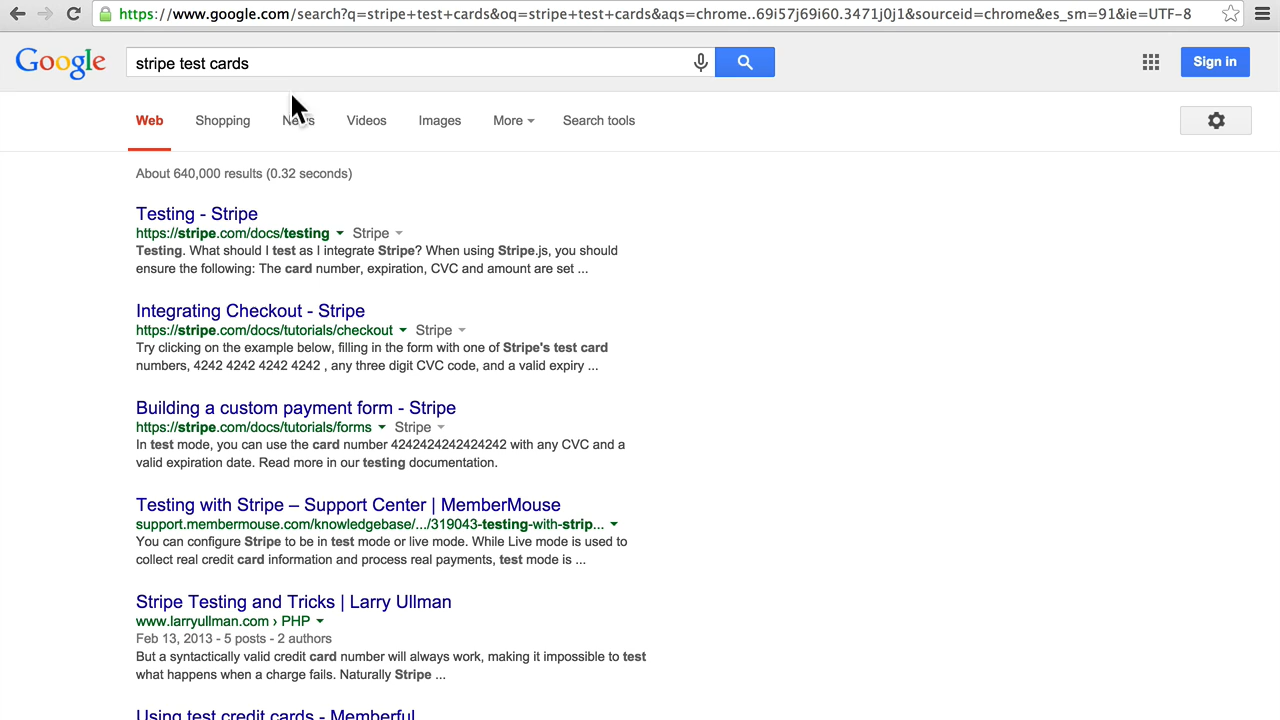 https://www.google.com/search?q=stripe+test+cards&oq=stripe+test+cards&aqs=chrome..69i57j69i60.3471j0j1&sourceid=chrome&es_sm=91&ie=UTF-8
Google stripe test cards Sign in
Web Shopping News Videos Images More Search tools
About 640,000 results (0.32 seconds)
Testing - Stripe
https://stripe.com/docs/testing Stripe
Testing. What should I test as I integrate Stripe? When using Stripe.js, you should
ensure the following: The card number, expiration, CVC and amount are set ...
Integrating Checkout - Stripe
https://stripe.com/docs/tutorials/checkout Stripe
Try clicking on the example below, filling in the form with one of Stripe's test card
numbers, 4242 4242 4242 4242 , any three digit CVC code, and a valid expiry ...
Building a custom payment form - Stripe
https://stripe.com/docs/tutorials/forms Stripe
In test mode, you can use the card number 4242424242424242 with any CVC and a
valid expiration date. Read more in our testing documentation.
Testing with Stripe – Support Center | MemberMouse
support.membermouse.com/knowledgebase/.../319043-testing-with-strip...
You can configure Stripe to be in test mode or live mode. While Live mode is used to
collect real credit card information and process real payments, test mode is ...
Stripe Testing and Tricks | Larry Ullman
www.larryullman.com › PHP
Feb 13, 2013 - 5 posts - 2 authors
But a syntactically valid credit card number will always work, making it impossible to test
what happens when a charge fails. Naturally Stripe ...
Using test credit cards - Memberful